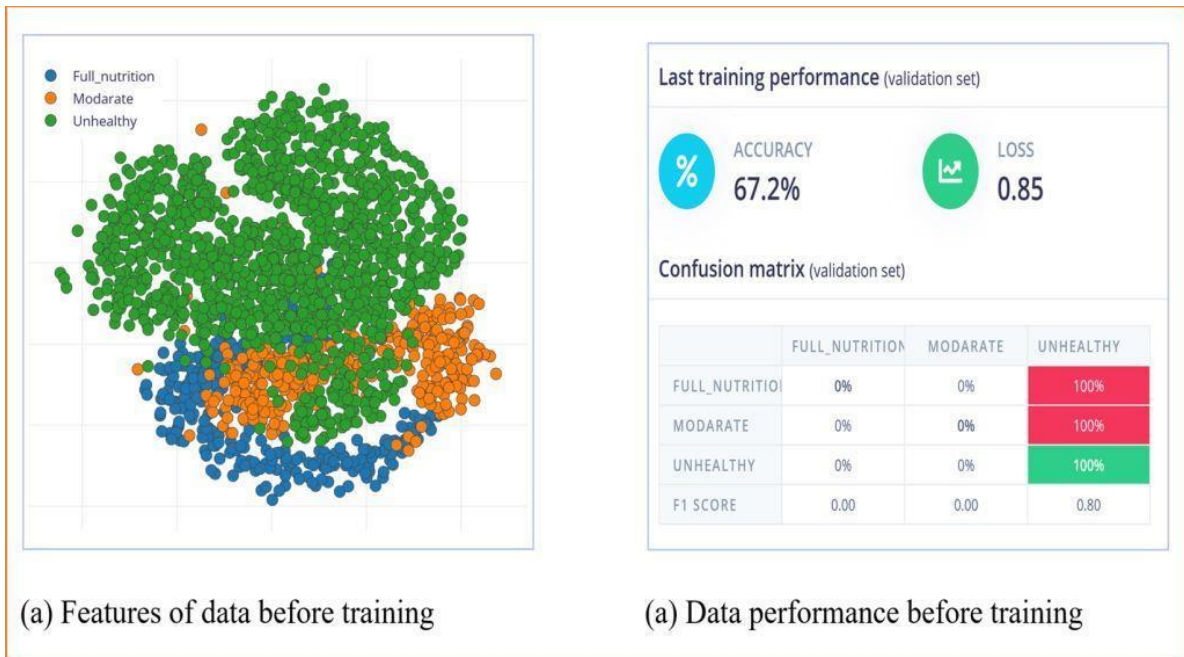 Full_nutrition
Modarate
Unhealthy
Last training performance (validation set)
%
ACCURACY
67.2%
LOSS
0.85
Confusion matrix (validation set)
FULL_NUTRITION MODARATE UNHEALTHY
FULL_NUTRITIO 0% 0% 100%
MODARATE 0% 0% 100%
UNHEALTHY 0% 0% 100%
F1 SCORE 0.00 0.00 0.80
(a) Features of data before training
(a) Data performance before training